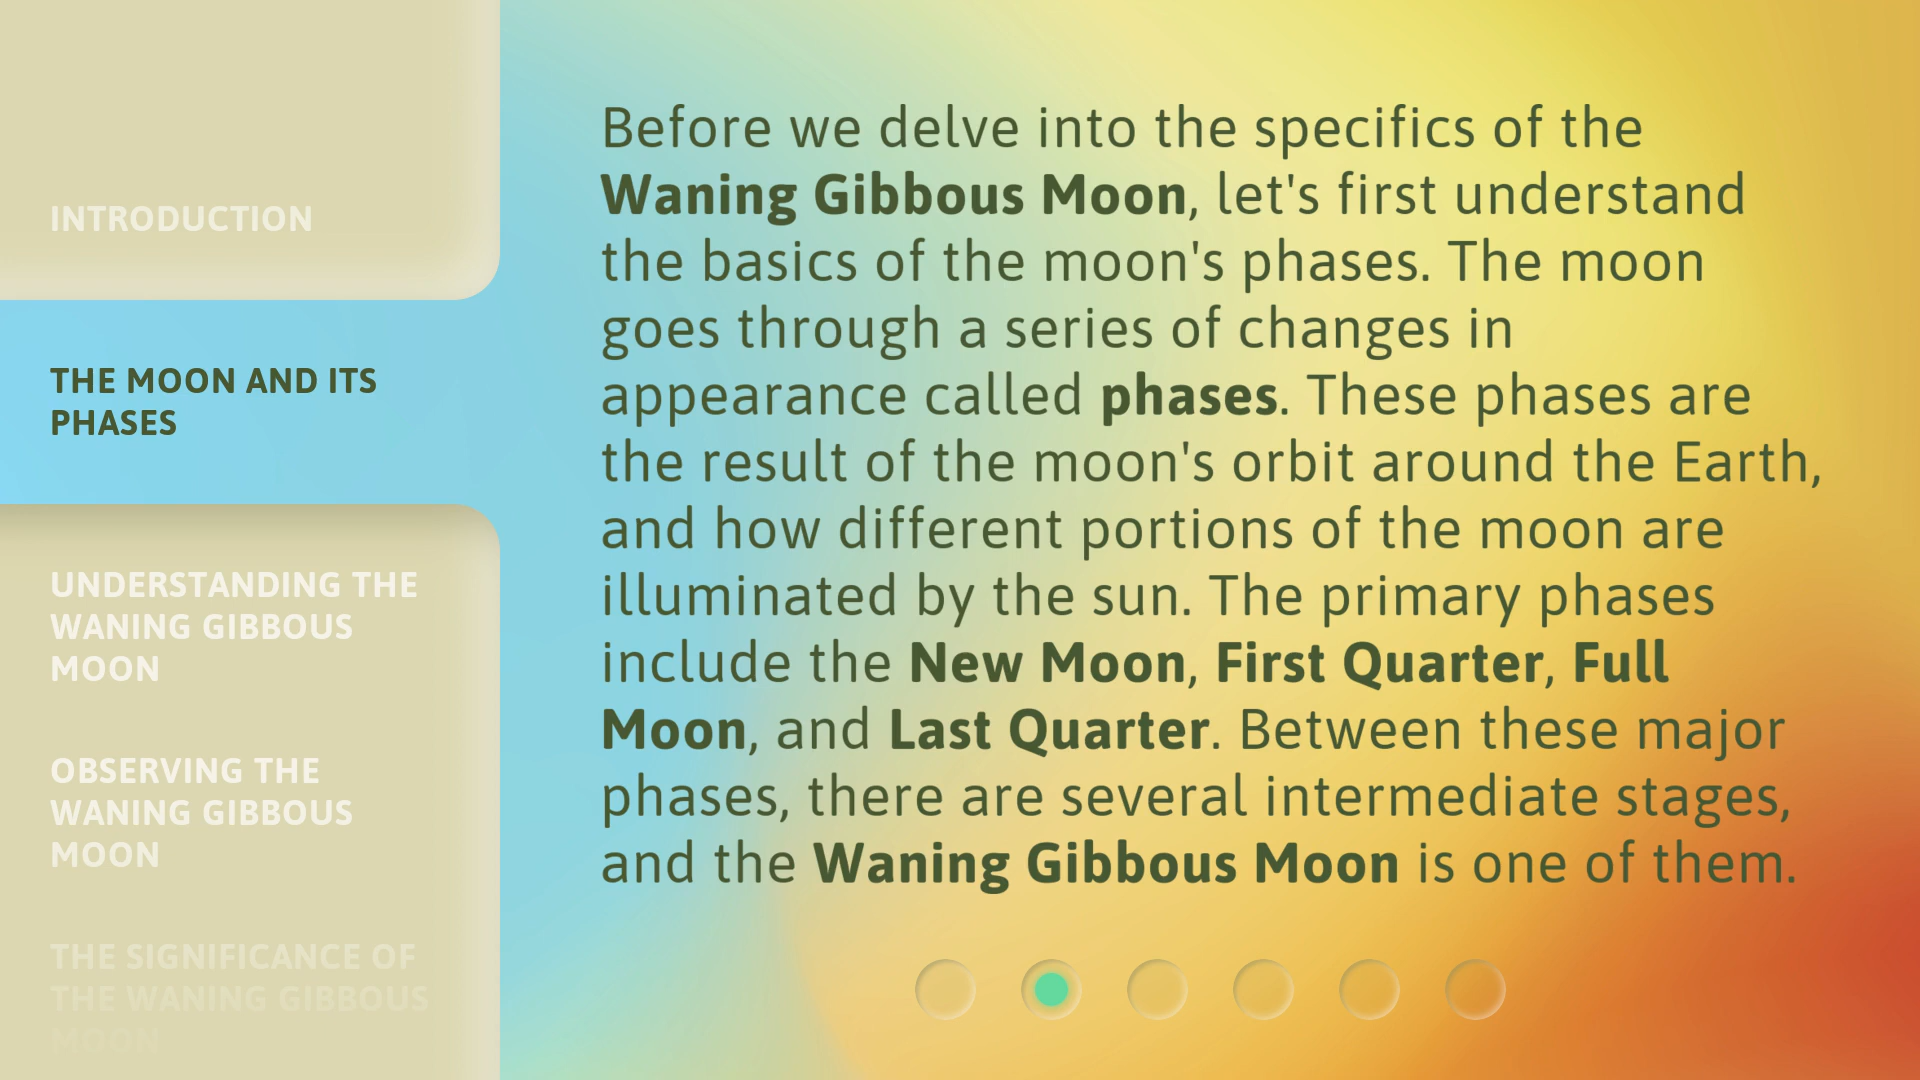 INTRODUCTION
THE MOON AND ITS
PHASES
UNDERSTANDING THE
WANING GIBBOUS
MOON
OBSERVING THE
WANING GIBBOUS
MOON
THE SIGNIFICANCE OF
THE WANING GIBBOUS
MOON
Before we delve into the specifics of the
Waning Gibbous Moon, let's first understand
the basics of the moon's phases. The moon
goes through a series of changes in
appearance called phases. These phases are
the result of the moon's orbit around the Earth,
and how different portions of the moon are
illuminated by the sun. The primary phases
include the New Moon, First Quarter, Full
Moon, and Last Quarter. Between these major
phases, there are several intermediate stages,
and the Waning Gibbous Moon is one of them.